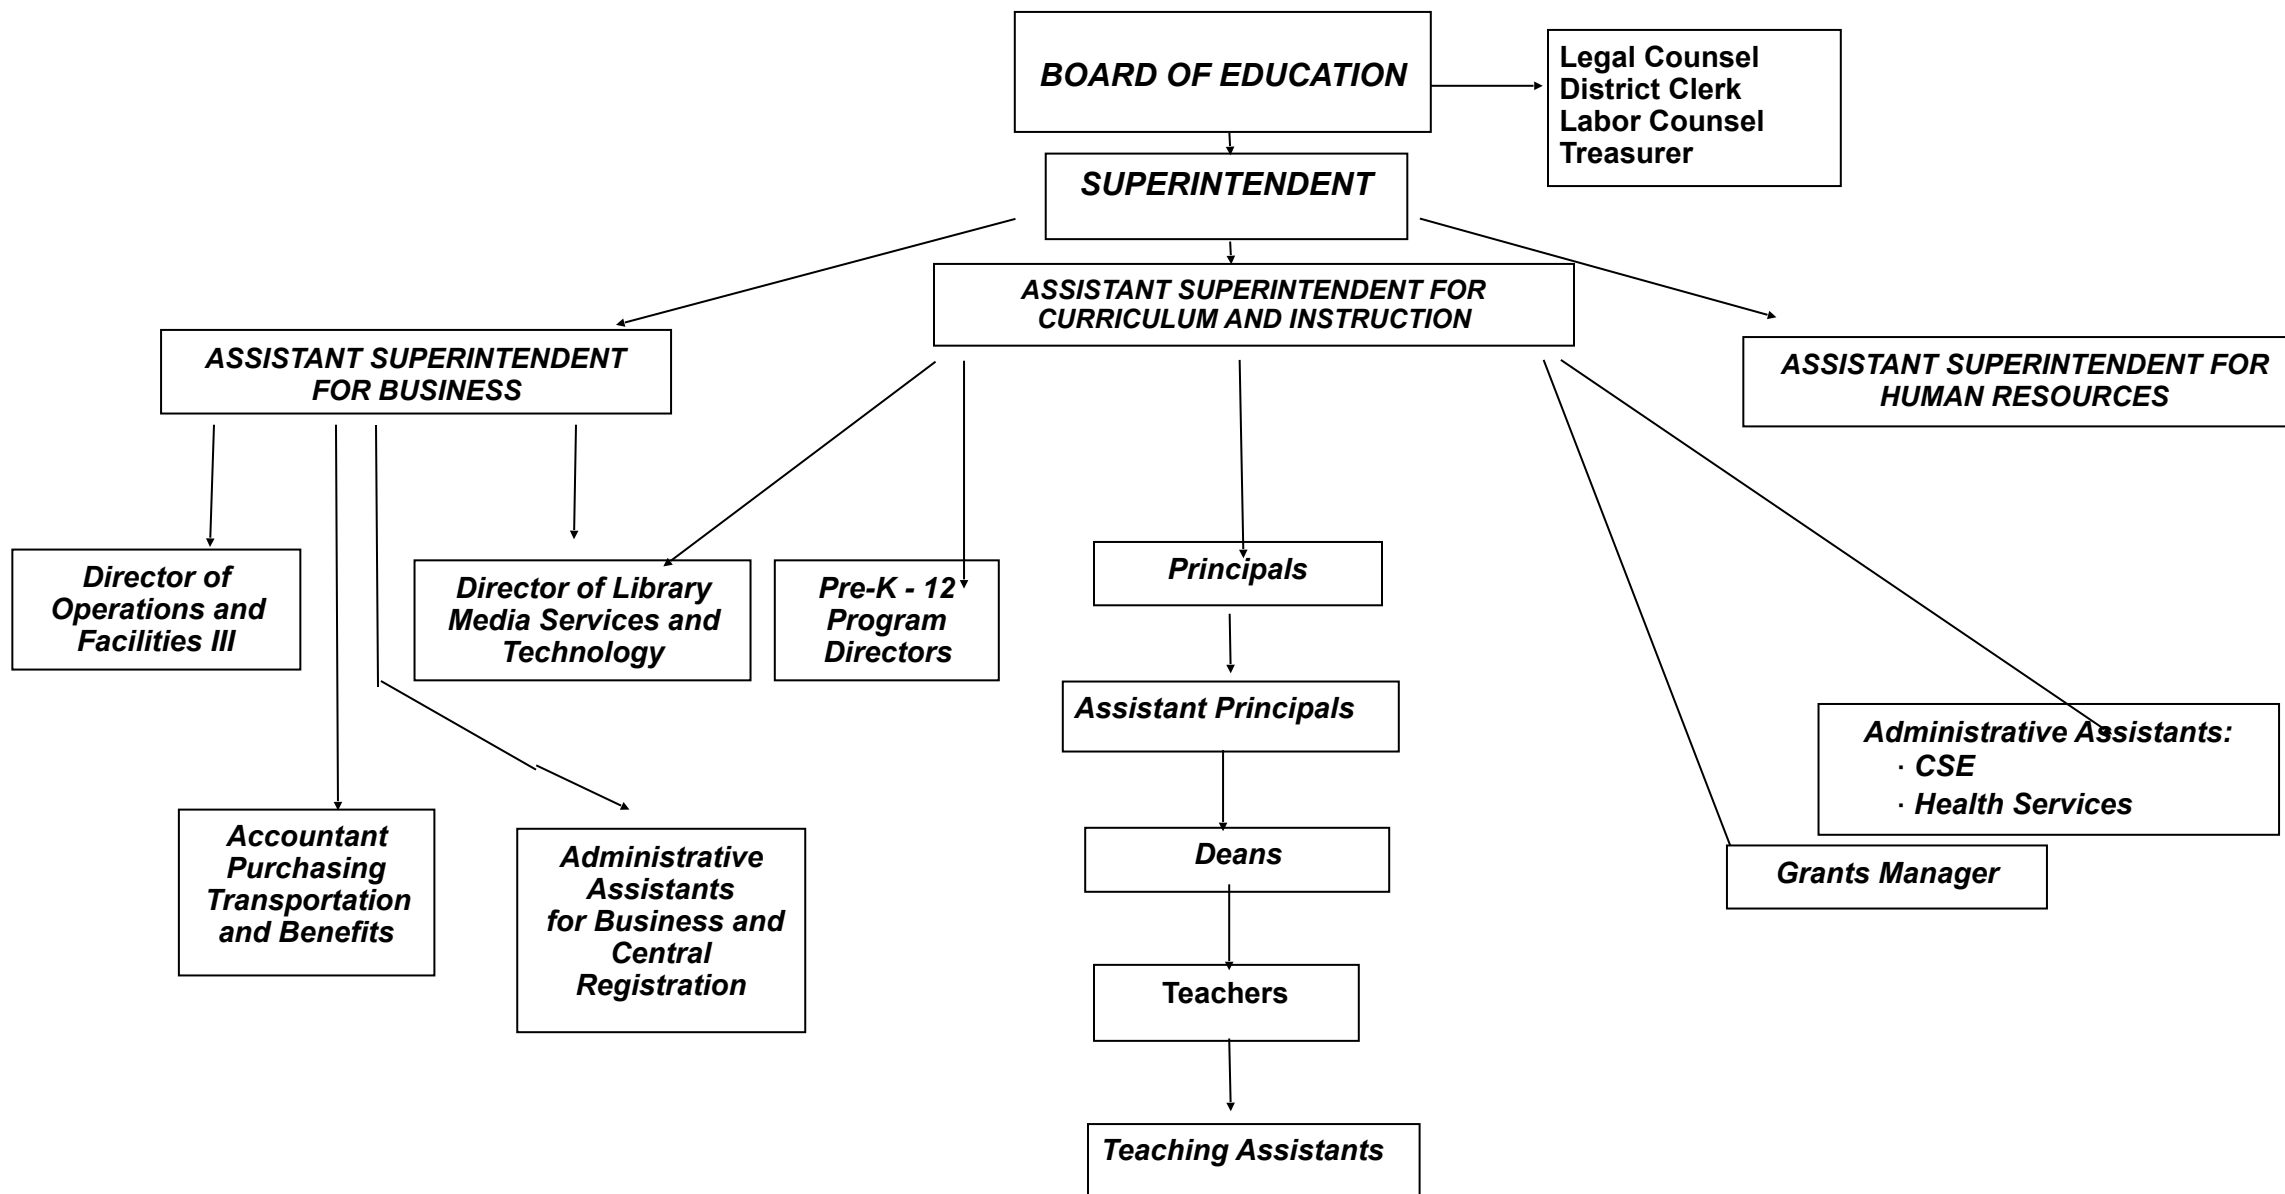 BOARD OF EDUCATION
Legal Counsel
District Clerk
Labor Counsel
Treasurer
SUPERINTENDENT
ASSISTANT SUPERINTENDENT FOR
CURRICULUM AND INSTRUCTION
ASSISTANT SUPERINTENDENT
FOR BUSINESS
ASSISTANT SUPERINTENDENT FOR
HUMAN RESOURCES
Director of
Operations and
Facilities III
Director of Library
Media Services and
Technology
Pre-K - 12
Program
Directors
Principals
Assistant Principals
Administrative Assistants:
· CSE
· Health Services
Accountant
Purchasing
Transportation
and Benefits
Administrative
Assistants
for Business and
Central
Registration
Deans
Grants Manager
Teachers
Teaching Assistants